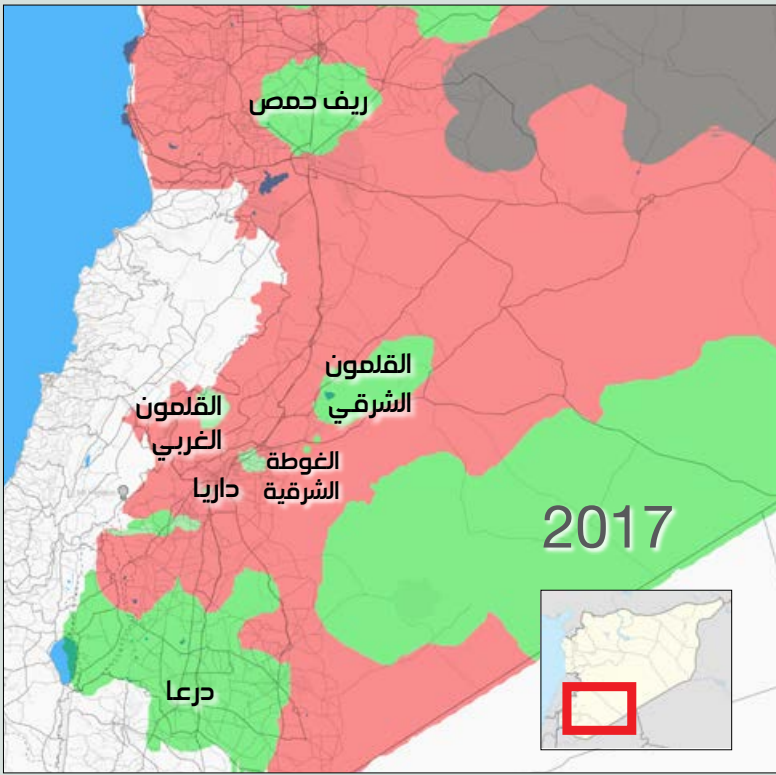 ريف حمص
القلمون
الشرقي
القلمون
الغربي
الغوطة
الشرقية
داريا
2017
درعا